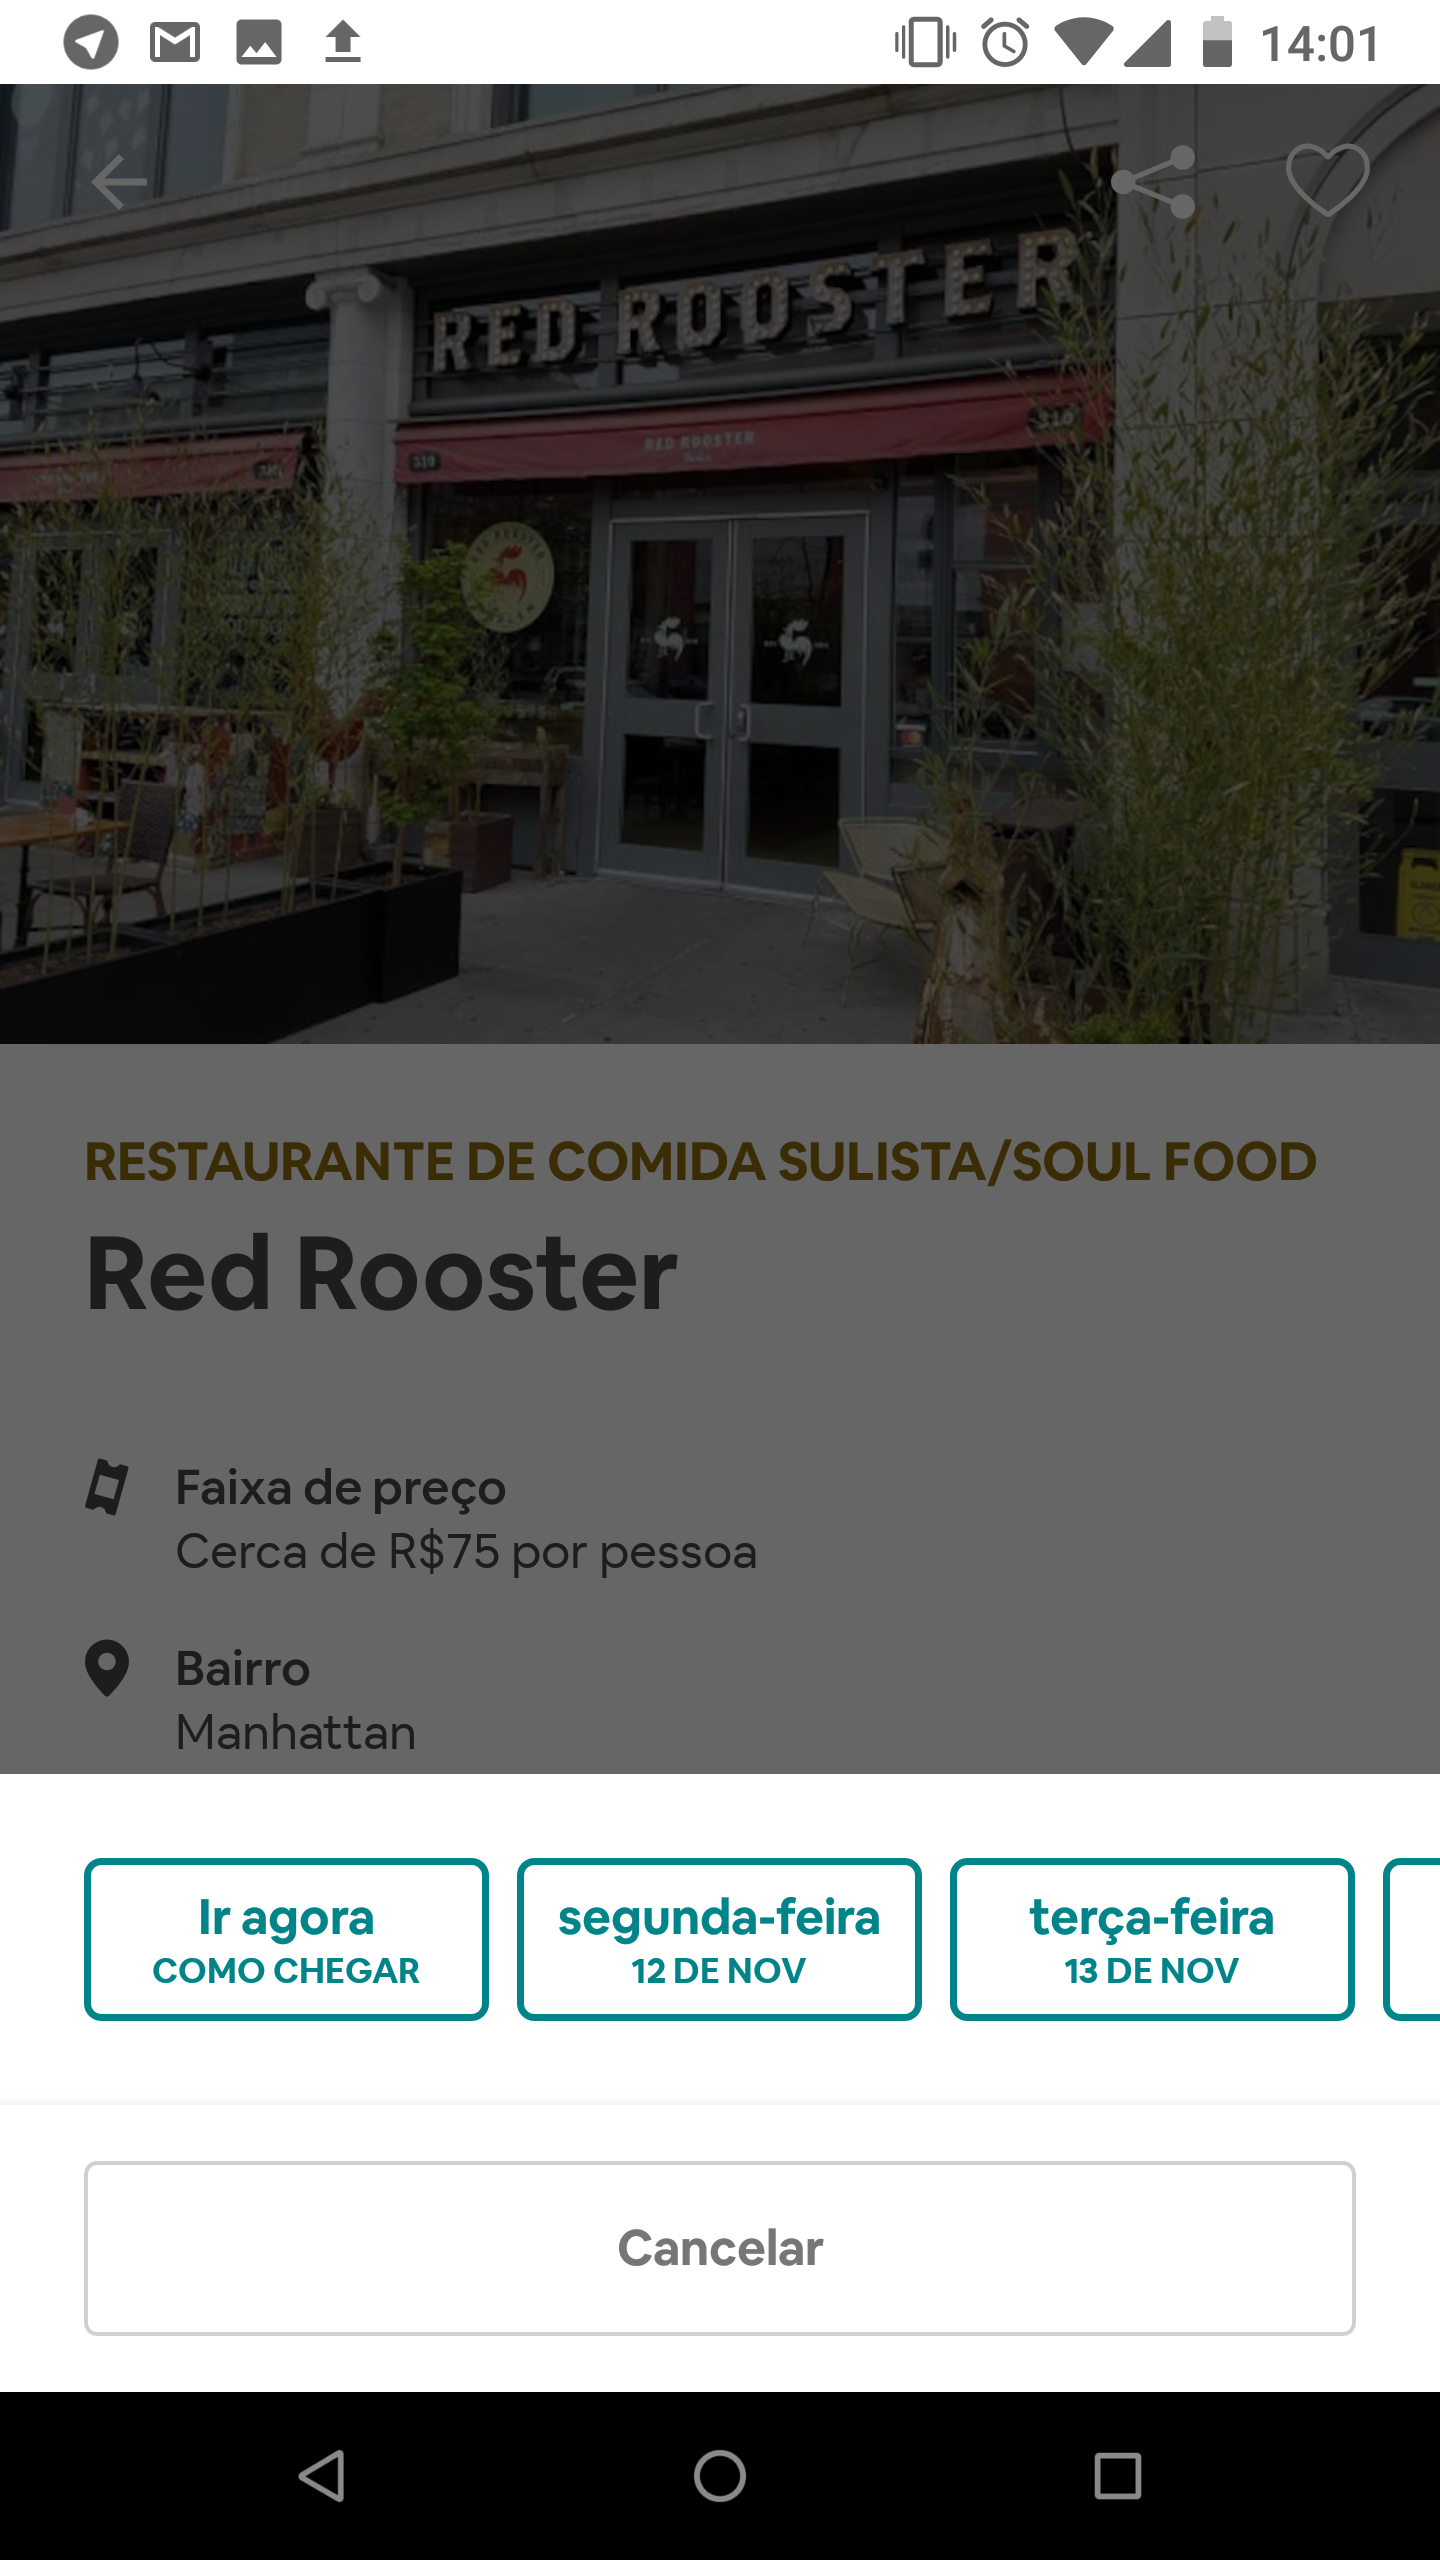 14:01
RED ROOSTER
RED ROOSTER
319
310
RESTAURANTE DE COMIDA SULISTA/SOUL FOOD
Red Rooster
Faixa de preço
Cerca de R$75 por pessoa
Bairro
Manhattan
Ir agora
COMO CHEGAR
segunda-feira
12 DE NOV
terça-feira
13 DE NOV
Cancelar